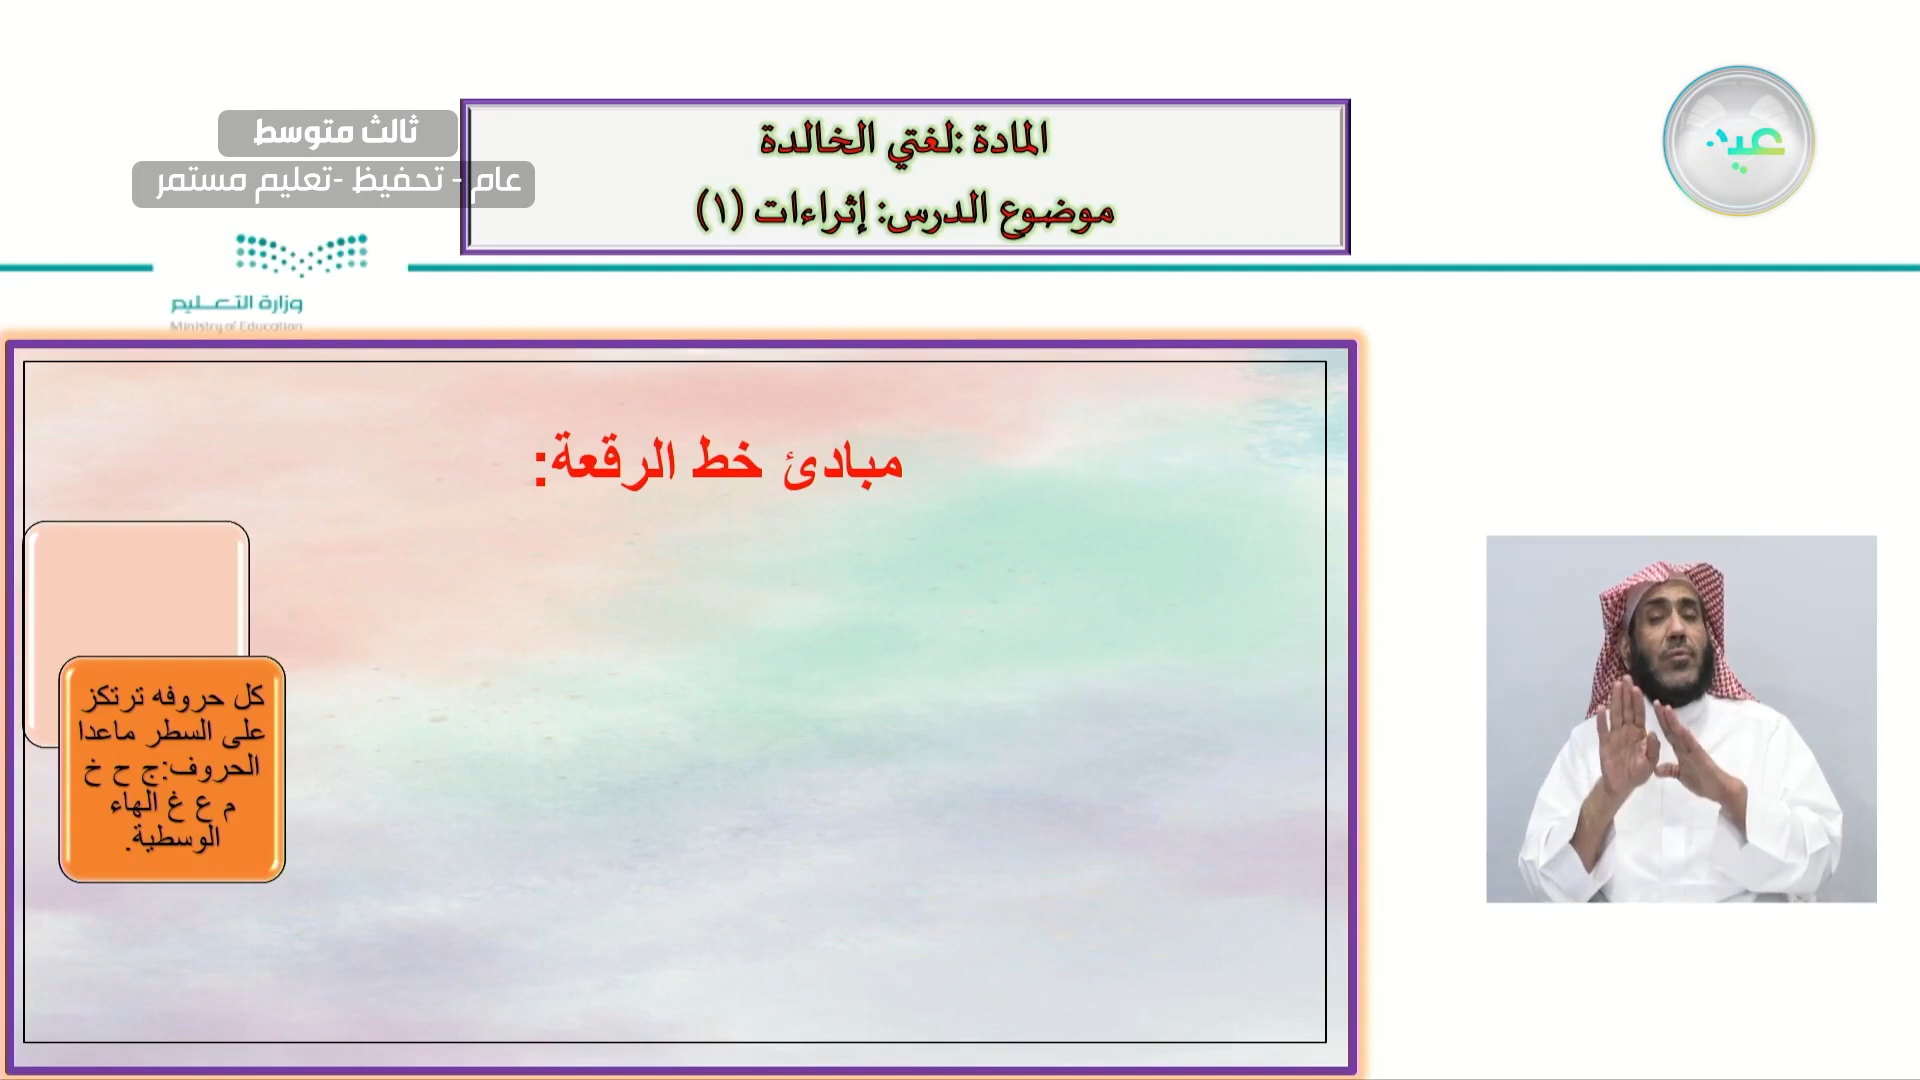 المادة :لغتي الخالدة
موضوع الدرس: إثراءات (١)
ثالث متوسط
عام - تحفيظ -تعليم مستمر
عين
وزارة التعـــليم
Ministry of Education
مبادئ خط الرقعة:
كل حروفه ترتكز
على السطر ماعدا
الحروف:ج ح خ
م ع غ الهاء
الوسطية.